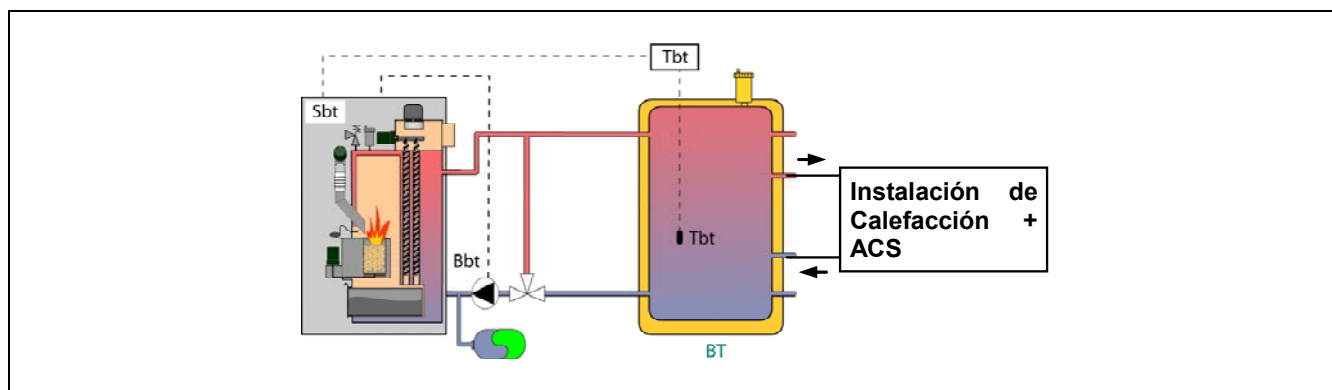 Tbt
Sbt
Instalación de
Calefacción +
ACS
Tbt
Bbt
BT